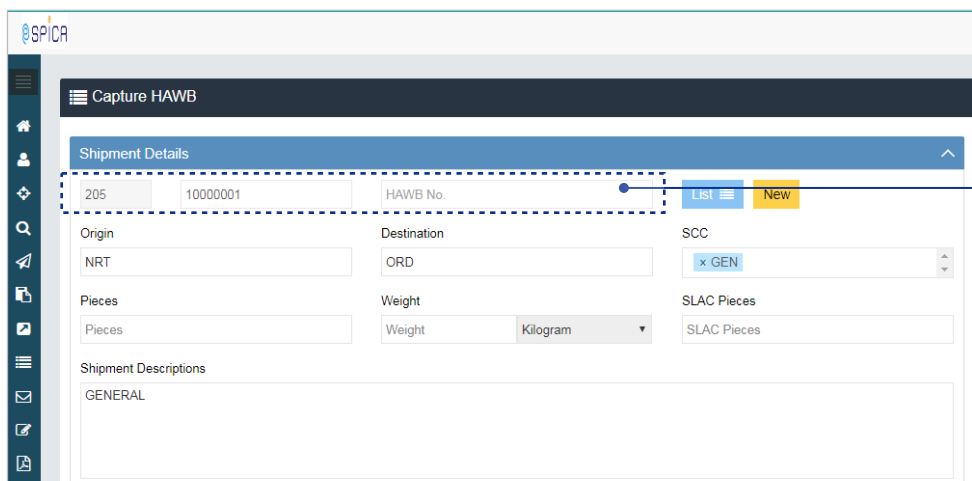 @SPICA
Capture HAWB
Shipment Details
205 10000001 HAWB No. List New
Origin Destination SCC
NRT ORD × GEN
Pieces Weight SLAC Pieces
Pieces Weight Kilogram SLAC Pieces
Shipment Descriptions
GENERAL